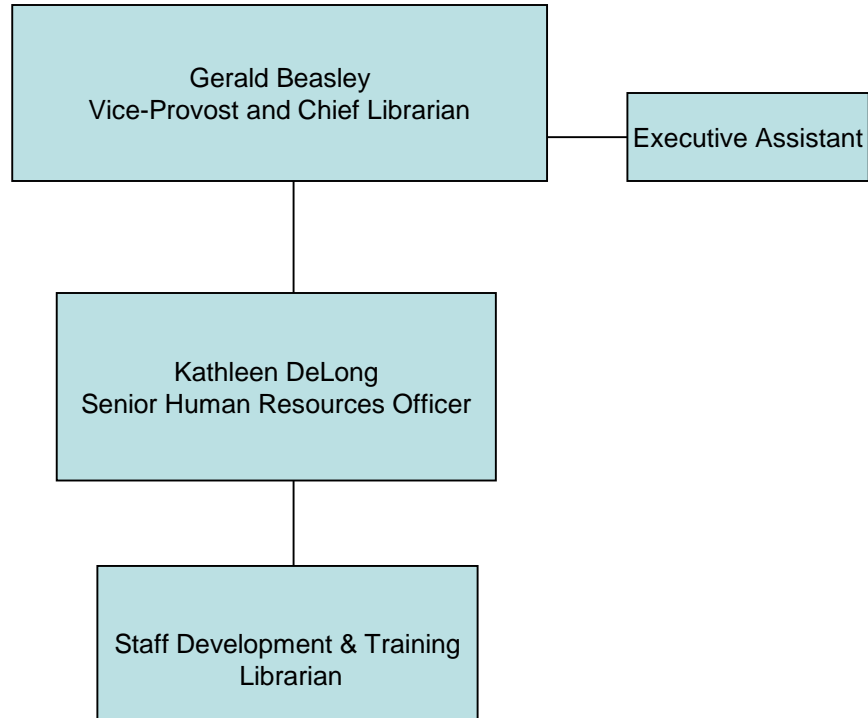 Gerald Beasley
Vice-Provost and Chief Librarian
Executive Assistant
Kathleen DeLong
Senior Human Resources Officer
Staff Development & Training
Librarian